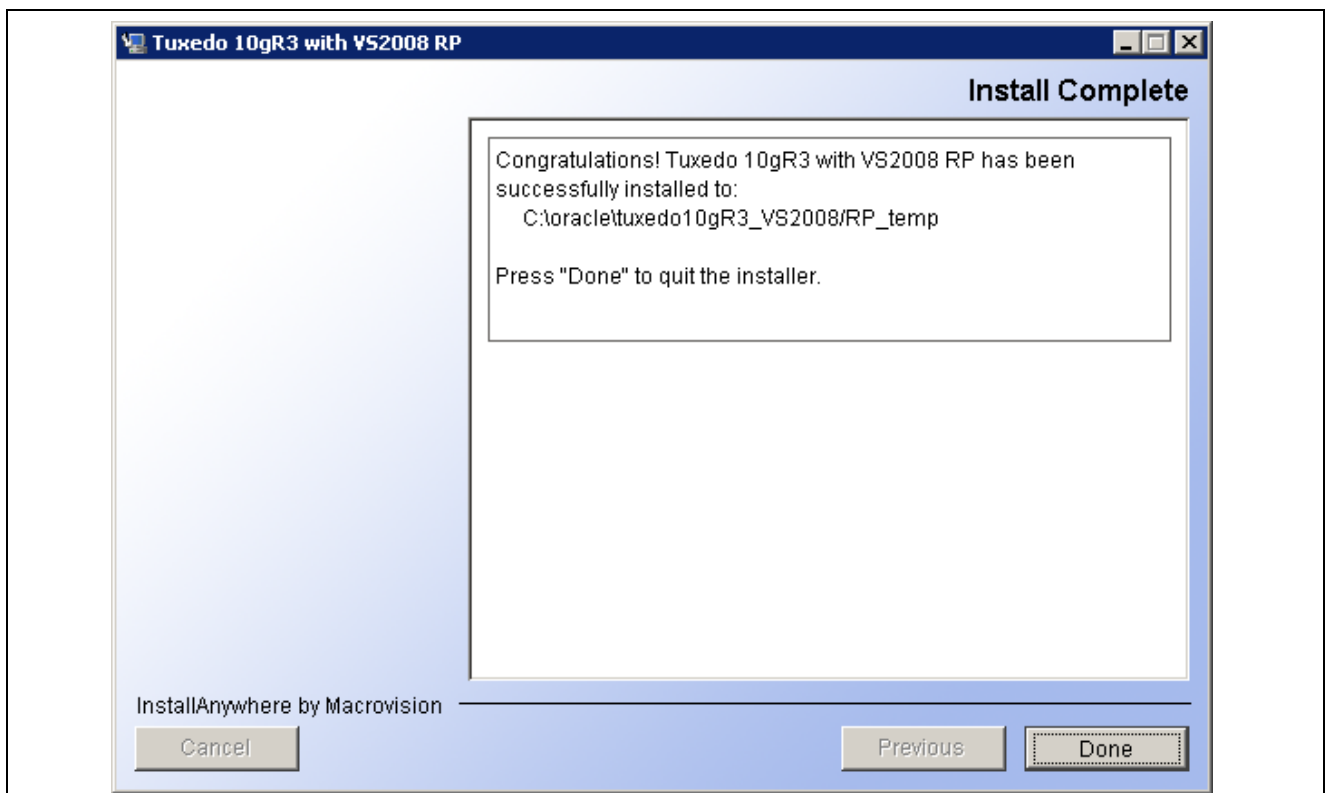 Tuxedo 10gR3 with VS2008 RP
Install Complete
Congratulations! Tuxedo 10gR3 with VS2008 RP has been
successfully installed to:
C:\oracle\tuxedo10gR3_VS2008/RP_temp
Press "Done" to quit the installer.
InstallAnywhere by Macrovision
Cancel
Previous
Done